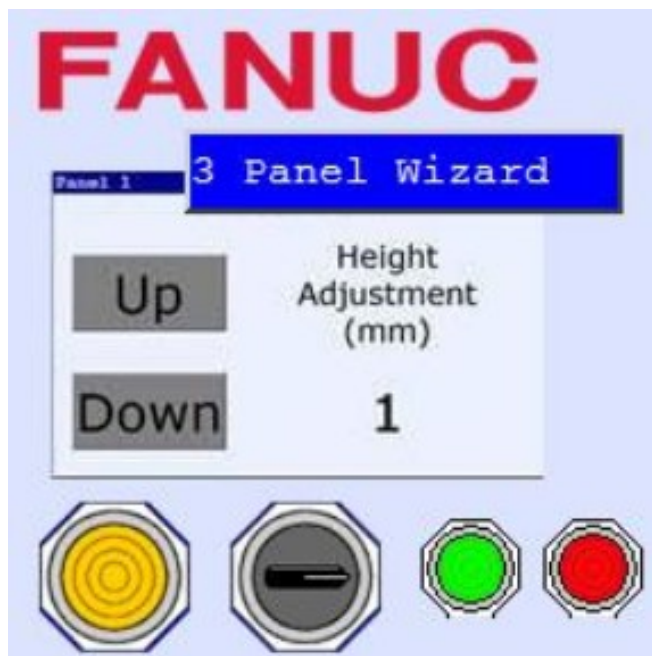 FANUC
3 Panel Wizard
Panel 1
Up
Height
Adjustment
(mm)
Down
1